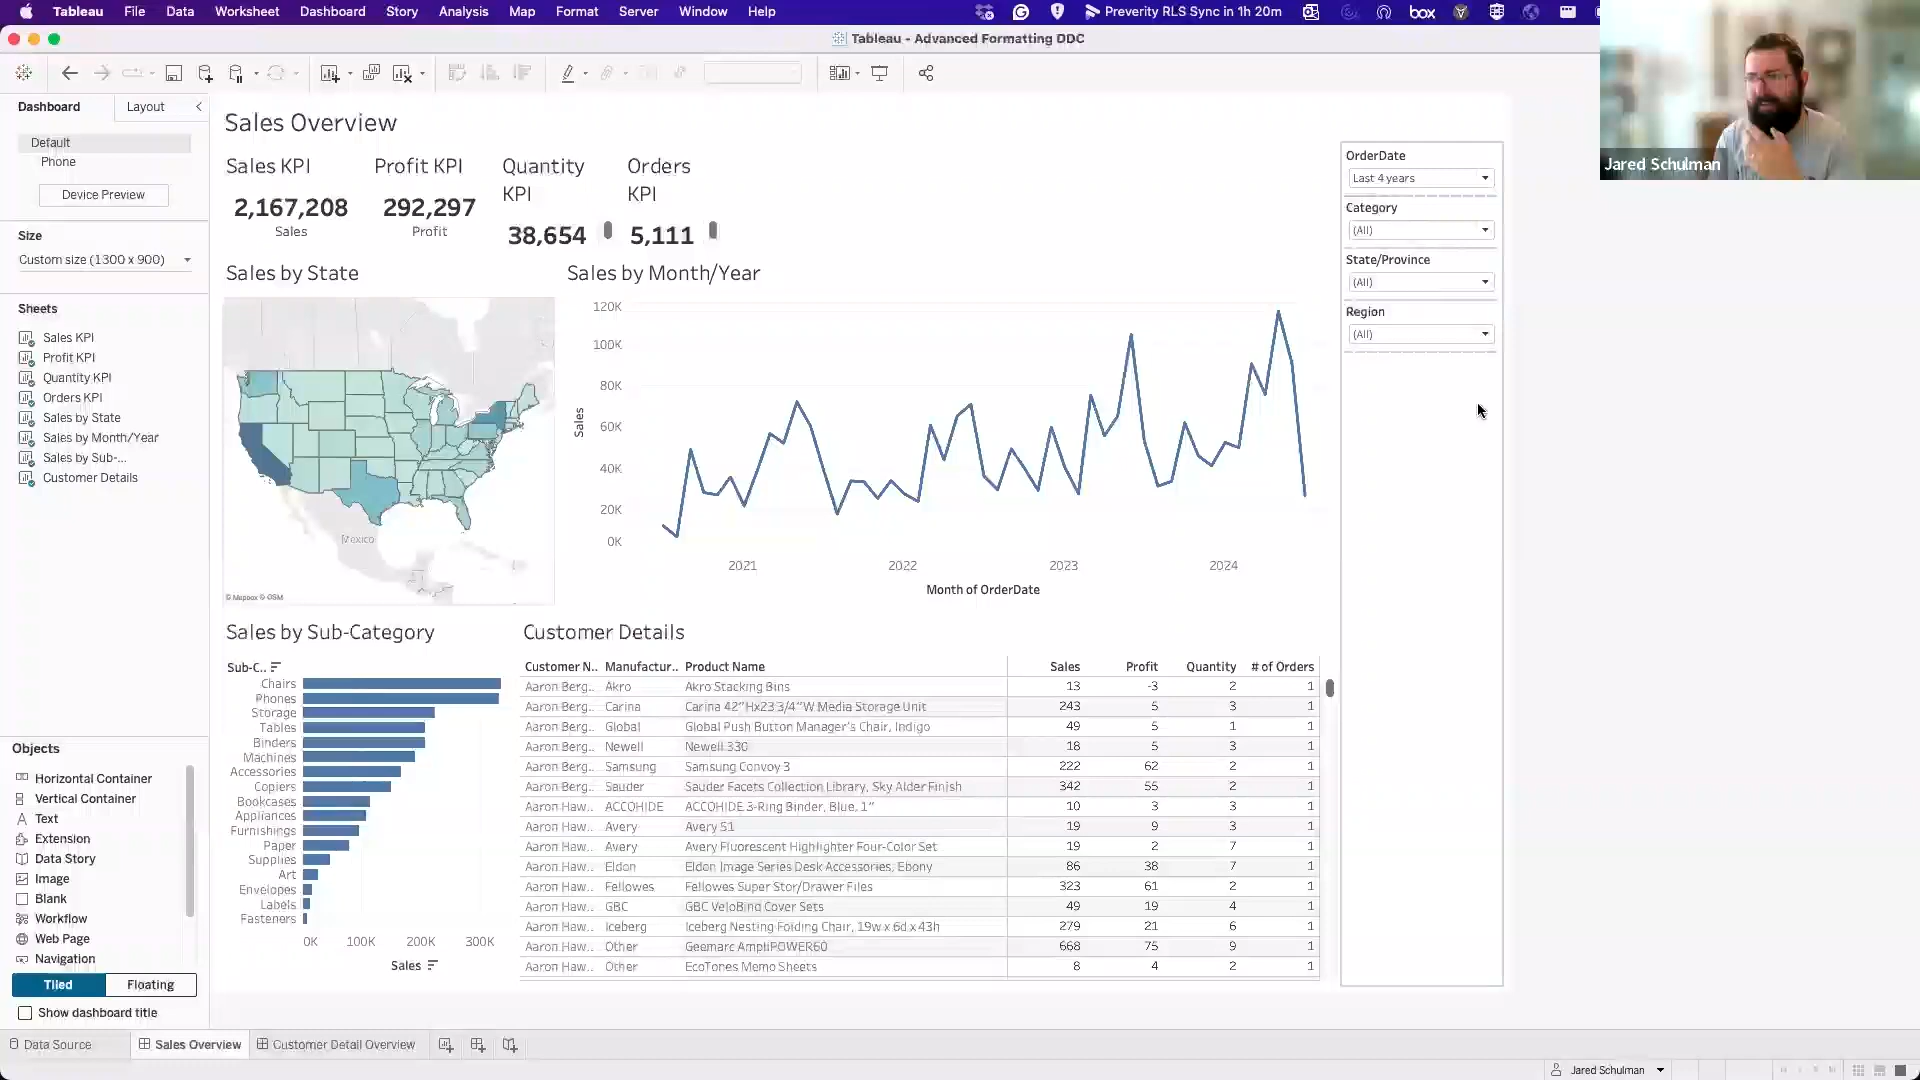 Tableau File Data Worksheet Dashboard Story Analysis Map Format Server Window Help
Preverity RLS Sync in 1h 20m
box
Tableau - Advanced Formatting DDC
Jared Schulman
Dashboard Layout
Default
Phone
Device Preview
Size
Custom size (1300 x 900)
Sheets
Sales KPI
Profit KPI
Quantity KPI
Orders KPI
Sales by State
Sales by Month/Year
Sales by Sub-...
Customer Details
Objects
Horizontal Container
Vertical Container
Text
Extension
Data Story
Image
Blank
Workflow
Web Page
Navigation
Tiled Floating
Show dashboard title
Sales Overview
Sales KPI
2,167,208
Sales
Profit KPI
292,297
Profit
Quantity
KPI
38,654
Orders
KPI
5,111
Sales by State
Mexico
© Mapbox © OSM
Sales by Month/Year
120K
100K
80K
60K
40K
20K
0K
Sales
2021 2022 2023 2024
Month of OrderDate
OrderDate
Last 4 years
Category
(All)
State/Province
(All)
Region
(All)
Sales by Sub-Category
Sub-C..
Chairs
Phones
Storage
Tables
Binders
Machines
Accessories
Copiers
Bookcases
Appliances
Furnishings
Paper
Supplies
Art
Envelopes
Labels
Fasteners
0K 100K 200K 300K
Sales
Customer Details
Customer N.. Manufactur.. Product Name Sales Profit Quantity # of Orders
Aaron Berg.. Akro Akro Stacking Bins 13 -3 2 1
Aaron Berg.. Carina Carina 42"Hx23 3/4"W Media Storage Unit 243 5 3 1
Aaron Berg.. Global Global Push Button Manager's Chair, Indigo 49 5 1 1
Aaron Berg.. Newell Newell 330 18 5 3 1
Aaron Berg.. Samsung Samsung Convoy 3 222 62 2 1
Aaron Berg.. Sauder Sauder Facets Collection Library, Sky Alder Finish 342 55 2 1
Aaron Haw.. ACCOHIDE ACCOHIDE 3-Ring Binder, Blue, 1" 10 3 3 1
Aaron Haw.. Avery Avery 51 19 9 3 1
Aaron Haw.. Avery Avery Fluorescent Highlighter Four-Color Set 19 2 7 1
Aaron Haw.. Eldon Eldon Image Series Desk Accessories, Ebony 86 38 7 1
Aaron Haw.. Fellowes Fellowes Super Stor/Drawer Files 323 61 2 1
Aaron Haw.. GBC GBC VeloBind Cover Sets 49 19 4 1
Aaron Haw.. Iceberg Iceberg Nesting Folding Chair, 19w x 6d x 43h 279 21 6 1
Aaron Haw.. Other Geemarc AmpliPOWER60 668 75 9 1
Aaron Haw.. Other EcoTones Memo Sheets 8 4 2 1
Data Source Sales Overview Customer Detail Overview
Jared Schulman